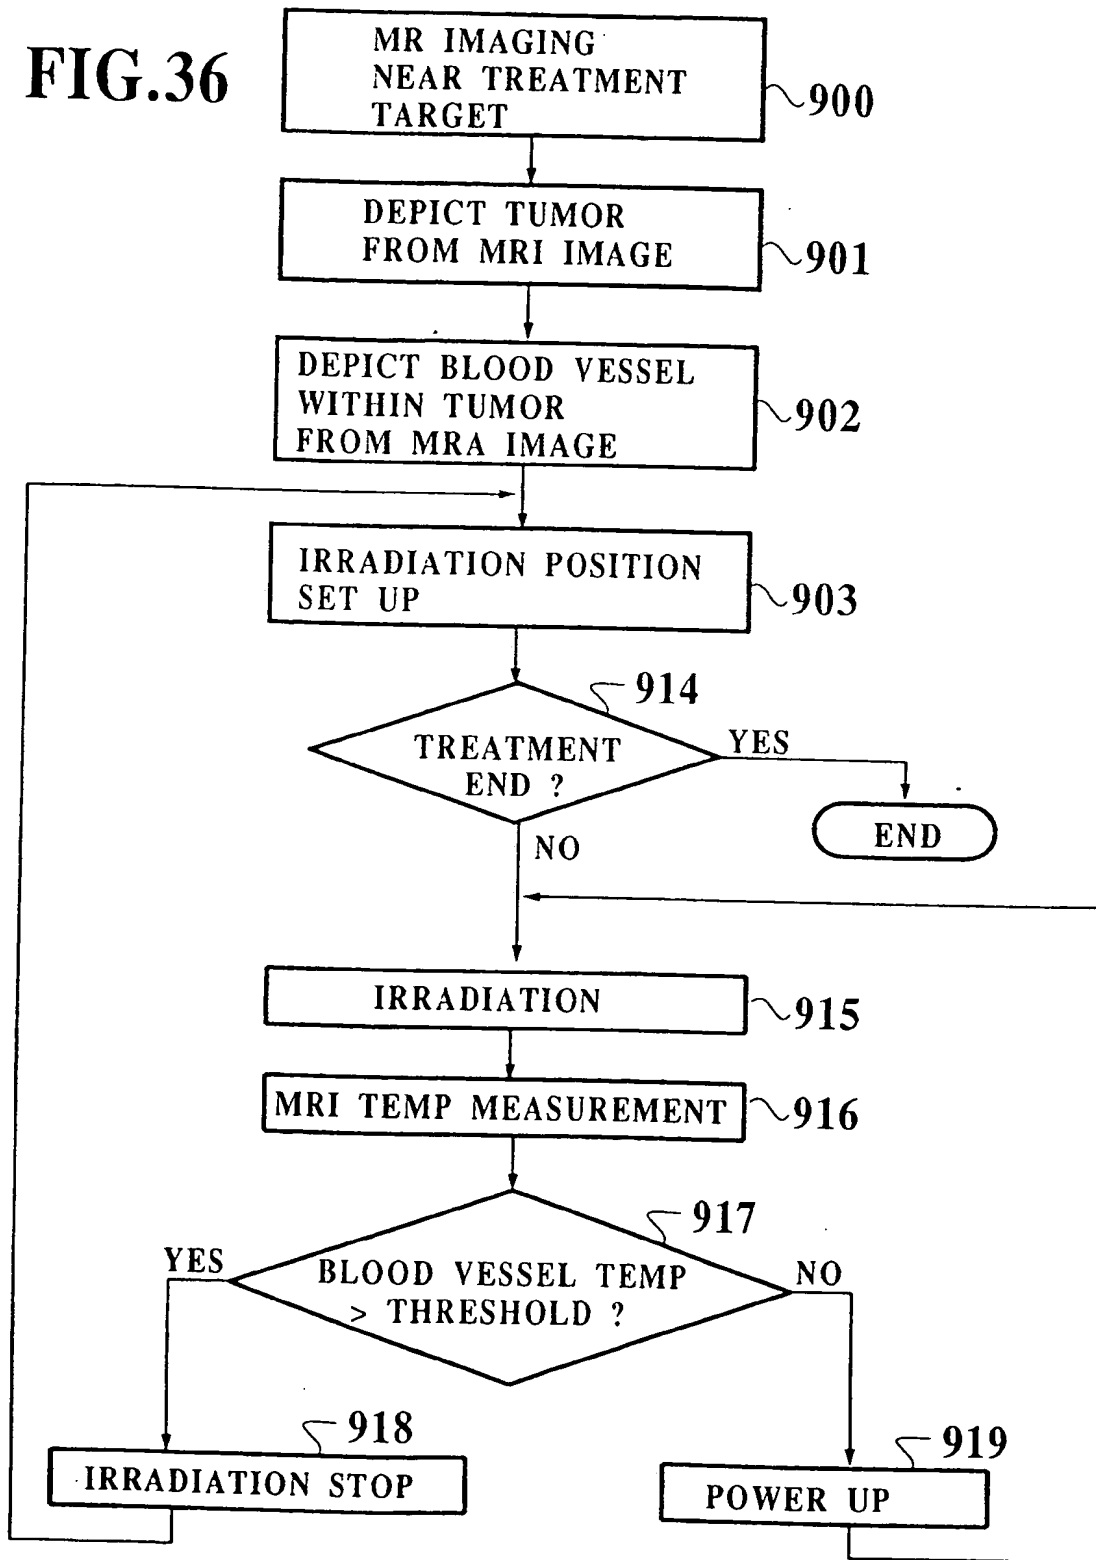 FIG.36
MR IMAGING
NEAR TREATMENT
TARGET
900
DEPICT TUMOR
FROM MRI IMAGE
901
DEPICT BLOOD VESSEL
WITHIN TUMOR
FROM MRA IMAGE
902
IRRADIATION POSITION
SET UP
903
914
TREATMENT
END ?
YES
END
NO
IRRADIATION
915
MRI TEMP MEASUREMENT
916
917
YES
BLOOD VESSEL TEMP
> THRESHOLD ?
NO
918
IRRADIATION STOP
919
POWER UP